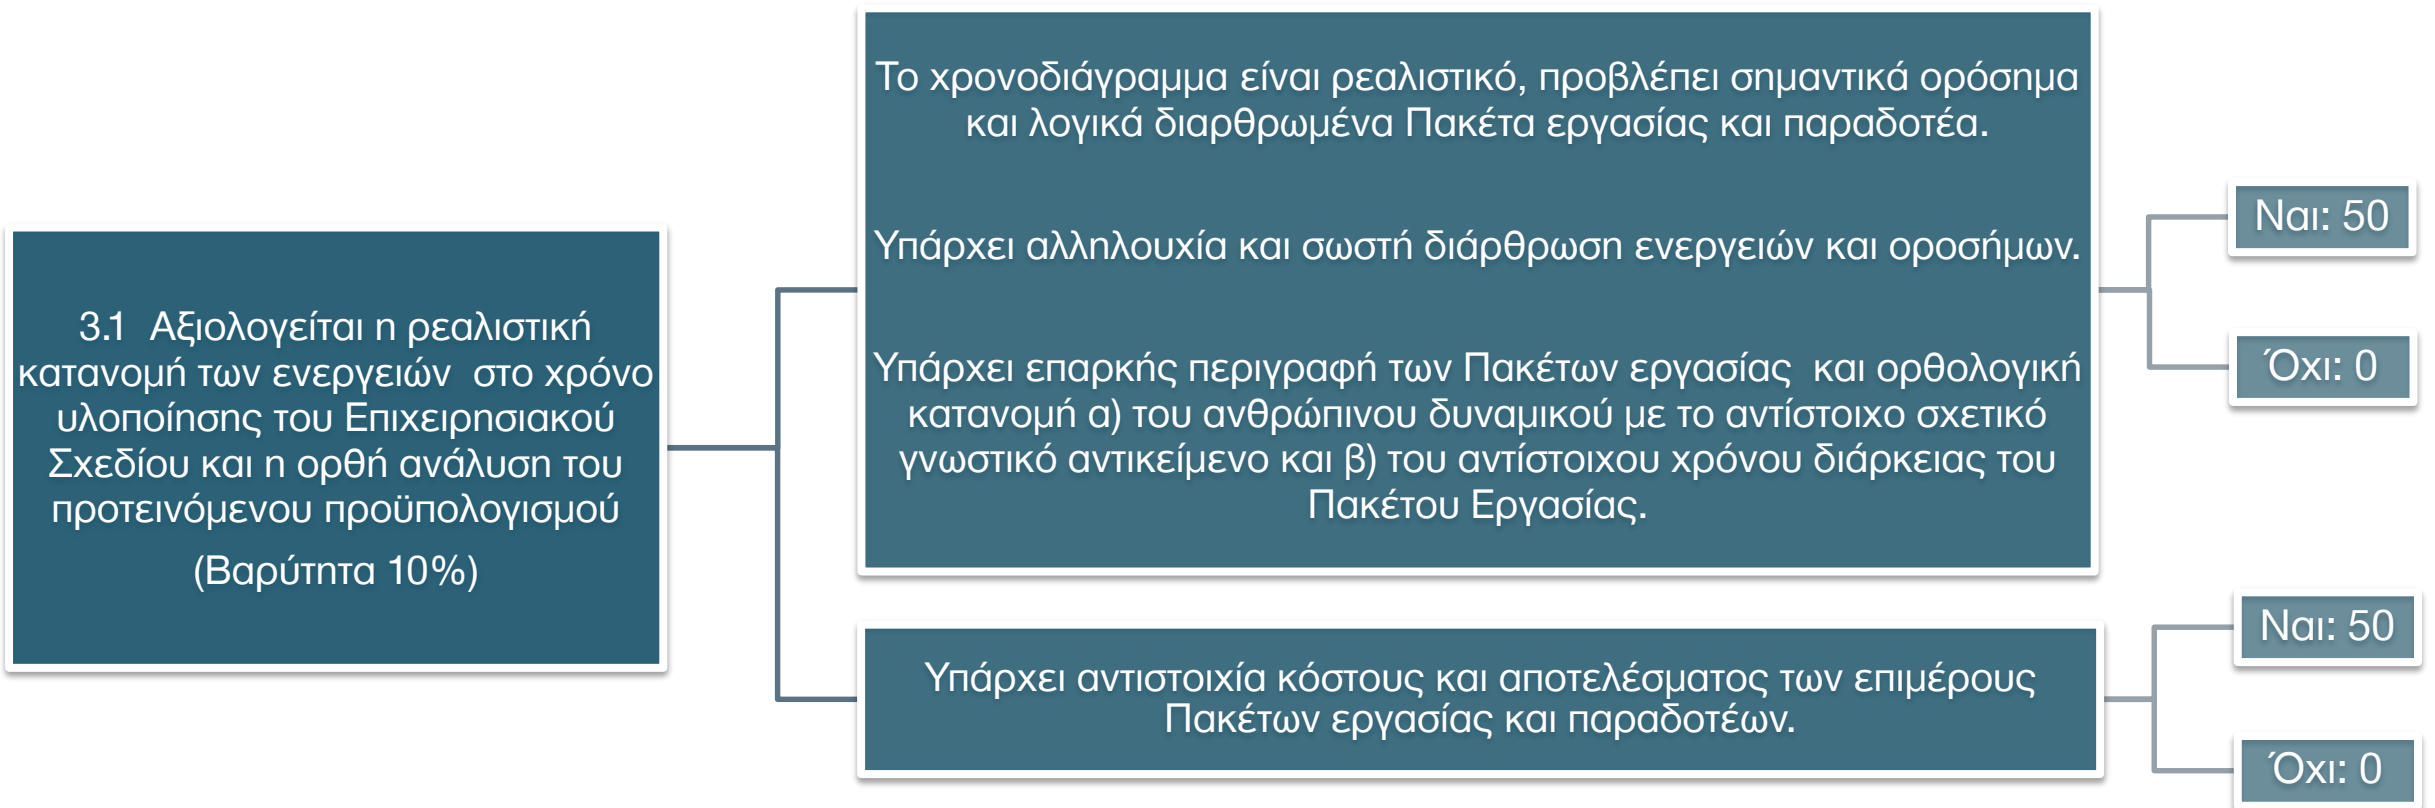 3.1 Αξιολογείται η ρεαλιστική
κατανομή των ενεργειών στο χρόνο
υλοποίησης του Επιχειρησιακού
Σχεδίου και η ορθή ανάλυση του
προτεινόμενου προϋπολογισμού
(Βαρύτητα 10%)
Το χρονοδιάγραμμα είναι ρεαλιστικό, προβλέπει σημαντικά ορόσημα
και λογικά διαρθρωμένα Πακέτα εργασίας και παραδοτέα.
Υπάρχει αλληλουχία και σωστή διάρθρωση ενεργειών και οροσήμων.
Υπάρχει επαρκής περιγραφή των Πακέτων εργασίας και ορθολογική
κατανομή α) του ανθρώπινου δυναμικού με το αντίστοιχο σχετικό
γνωστικό αντικείμενο και β) του αντίστοιχου χρόνου διάρκειας του
Πακέτου Εργασίας.
Ναι: 50
Όχι: 0
Υπάρχει αντιστοιχία κόστους και αποτελέσματος των επιμέρους
Πακέτων εργασίας και παραδοτέων.
Ναι: 50
Όχι: 0